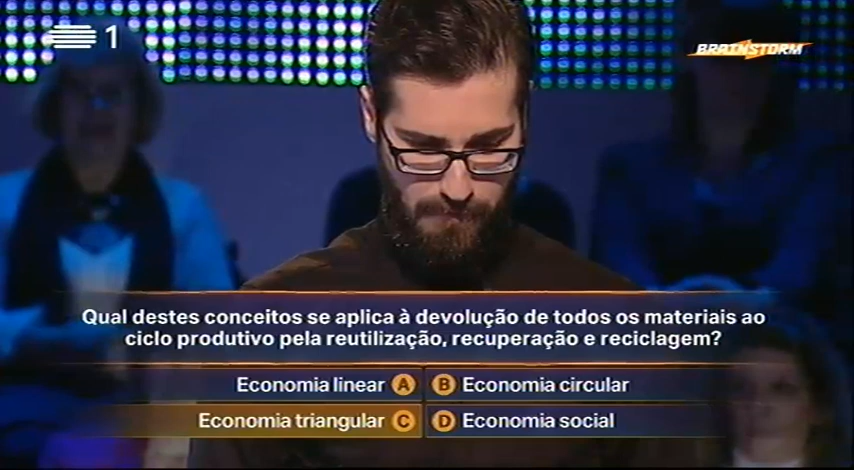 1
BRAINSTORM
Qual destes conceitos se aplica à devolução de todos os materiais ao
ciclo produtivo pela reutilização, recuperação e reciclagem?
Economia linear A
B Economia circular
Economia triangular C
D Economia social